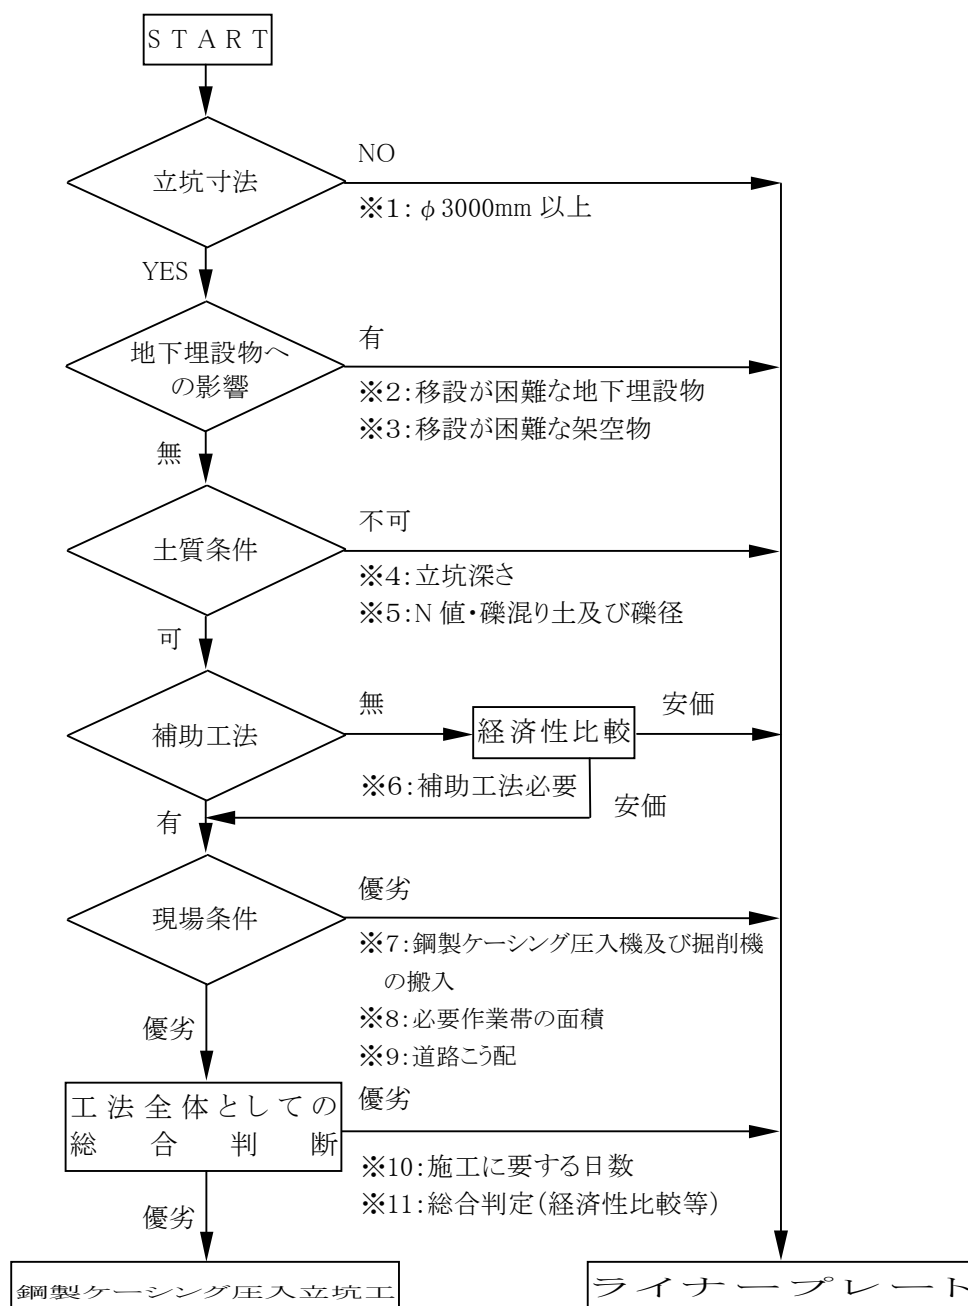 START
NO
立坑寸法
※1：φ3000mm 以上
YES
有
地下埋設物へ
の影響
※2：移設が困難な地下埋設物
※3：移設が困難な架空物
無
不可
土質条件
※4：立坑深さ
※5：N 値・礫混り土及び礫径
可
無
安価
補助工法
経済性比較
※6：補助工法必要
安価
有
優劣
現場条件
※7：鋼製ケーシング圧入機及び掘削機
の搬入
※8：必要作業帯の面積
※9：道路こう配
優劣
優劣
工法全体としての
総合判断
※10：施工に要する日数
※11：総合判定（経済性比較等）
優劣
鋼製ケーシング圧入立坑工
ライナープレート